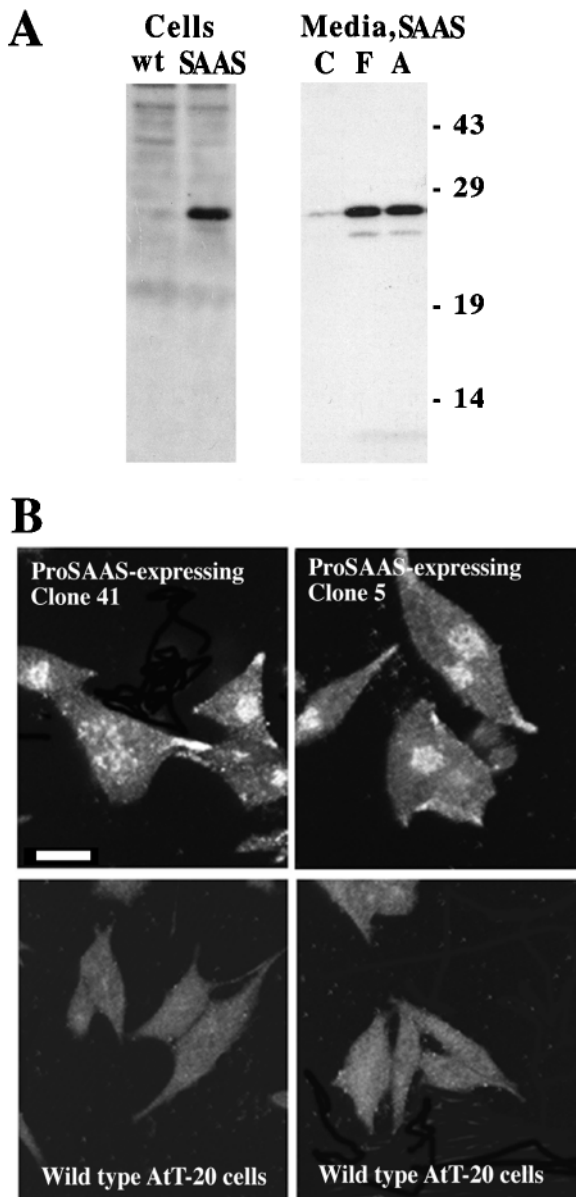 A
Cells
wt SAAS
Media,SAAS
C F A
- 43
- 29
- 19
- 14
B
ProSAAS-expressing
Clone 41
ProSAAS-expressing
Clone 5
Wild type AtT-20 cells
Wild type AtT-20 cells